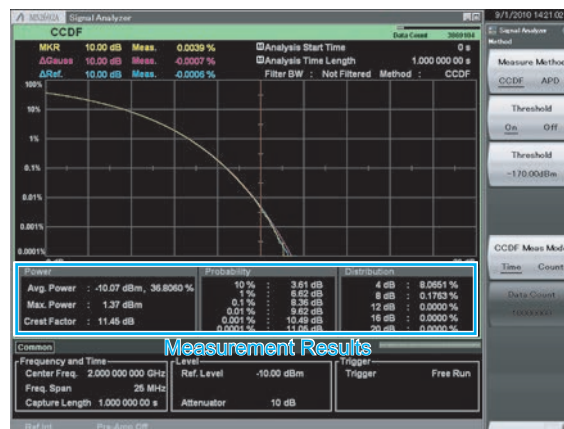 MS2692A Signal Analyzer
9/1/2010 14:21:02
CCDF
Data Count 3909104
MKR 10.00 dB Meas. 0.0039 %
ΔGauss 10.00 dB Meas. -0.0007 %
ΔRef. 10.00 dB Meas. -0.0006 %
Analysis Start Time 0 s
Analysis Time Length 1.000 000 00 s
Filter BW : Not Filtered Method : CCDF
100%
10%
1%
0.1%
0.01%
0.001%
0.0001%
Power
Avg. Power : -10.07 dBm, 36.8060 %
Max. Power : 1.37 dBm
Crest Factor : 11.45 dB
Probability
10 % : 3.61 dB
1 % : 6.62 dB
0.1 % : 8.36 dB
0.01 % : 9.62 dB
0.001 % : 10.49 dB
0.0001 % : 11.05 dB
Distribution
4 dB : 8.0651 %
8 dB : 0.1763 %
12 dB : 0.0000 %
16 dB : 0.0000 %
20 dB : 0.0000 %
Measurement Results
Common
Frequency and Time
Center Freq. 2.000 000 000 GHz
Freq. Span 25 MHz
Capture Length 1.000 000 00 s
Level
Ref. Level -10.00 dBm
Attenuator 10 dB
Trigger
Trigger Free Run
Ref.Int Pre-Amp Off
Signal Analyzer
Method
Measure Method
CCDF APD
Threshold
On Off
Threshold
-170.00dBm
CCDF Meas Mode
Time Count
Data Count